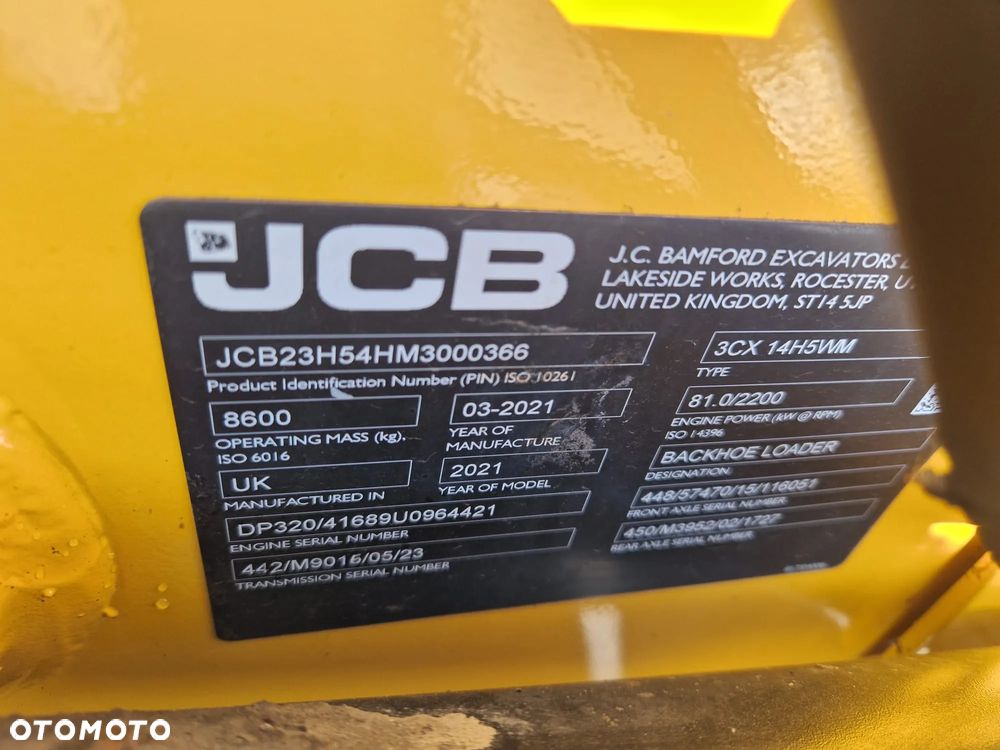 JCB
J.C. BAMFORD EXCAVATORS
LAKESIDE WORKS, ROCESTER,
UNITED KINGDOM, ST14 5JP
JCB23H54HM3000366
Product Identification Number (PIN) ISO 10261
3CX 14H5WM
TYPE
8600
OPERATING MASS (kg),
ISO 6016
03-2021
YEAR OF
MANUFACTURE
81.0/2200
ENGINE POWER (kW @ RPM)
ISO 14396
UK
MANUFACTURED IN
2021
YEAR OF MODEL
BACKHOE LOADER
DESIGNATION
DP320/41689U0964421
ENGINE SERIAL NUMBER
448/57470/15/116051
FRONT AXLE SERIAL NUMBER
442/M9015/05/23
TRANSMISSION SERIAL NUMBER
450/M3952/02/1727
REAR AXLE SERIAL NUMBER
OTOMOTO